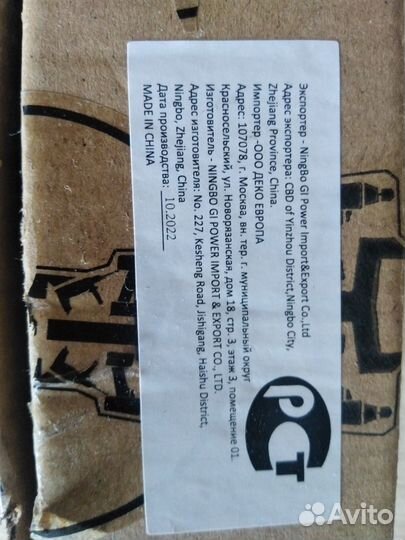 Экспортер - NingBo GI Power Import&Export Co.,Ltd
Адрес экспортера: CBD of Yinzhou District,Ningbo City,
Zhejiang Province, China.
Импортер -ООО ДЕКО ЕВРОПА
Адрес: 107078, г. Москва, вн. тер. г. муниципальный округ
Красносельский, ул. Новорязанская, дом 18, стр. 3, этаж 3, помещение 01.
Изготовитель - NINGBO GI POWER IMPORT & EXPORT CO., LTD.
Адрес изготовителя: No. 227, Kesheng Road, Jishigang, Haishu District,
Ningbo, Zhejiang, China
Дата производства: 10.2022
MADE IN CHINA
РСТ
Avito